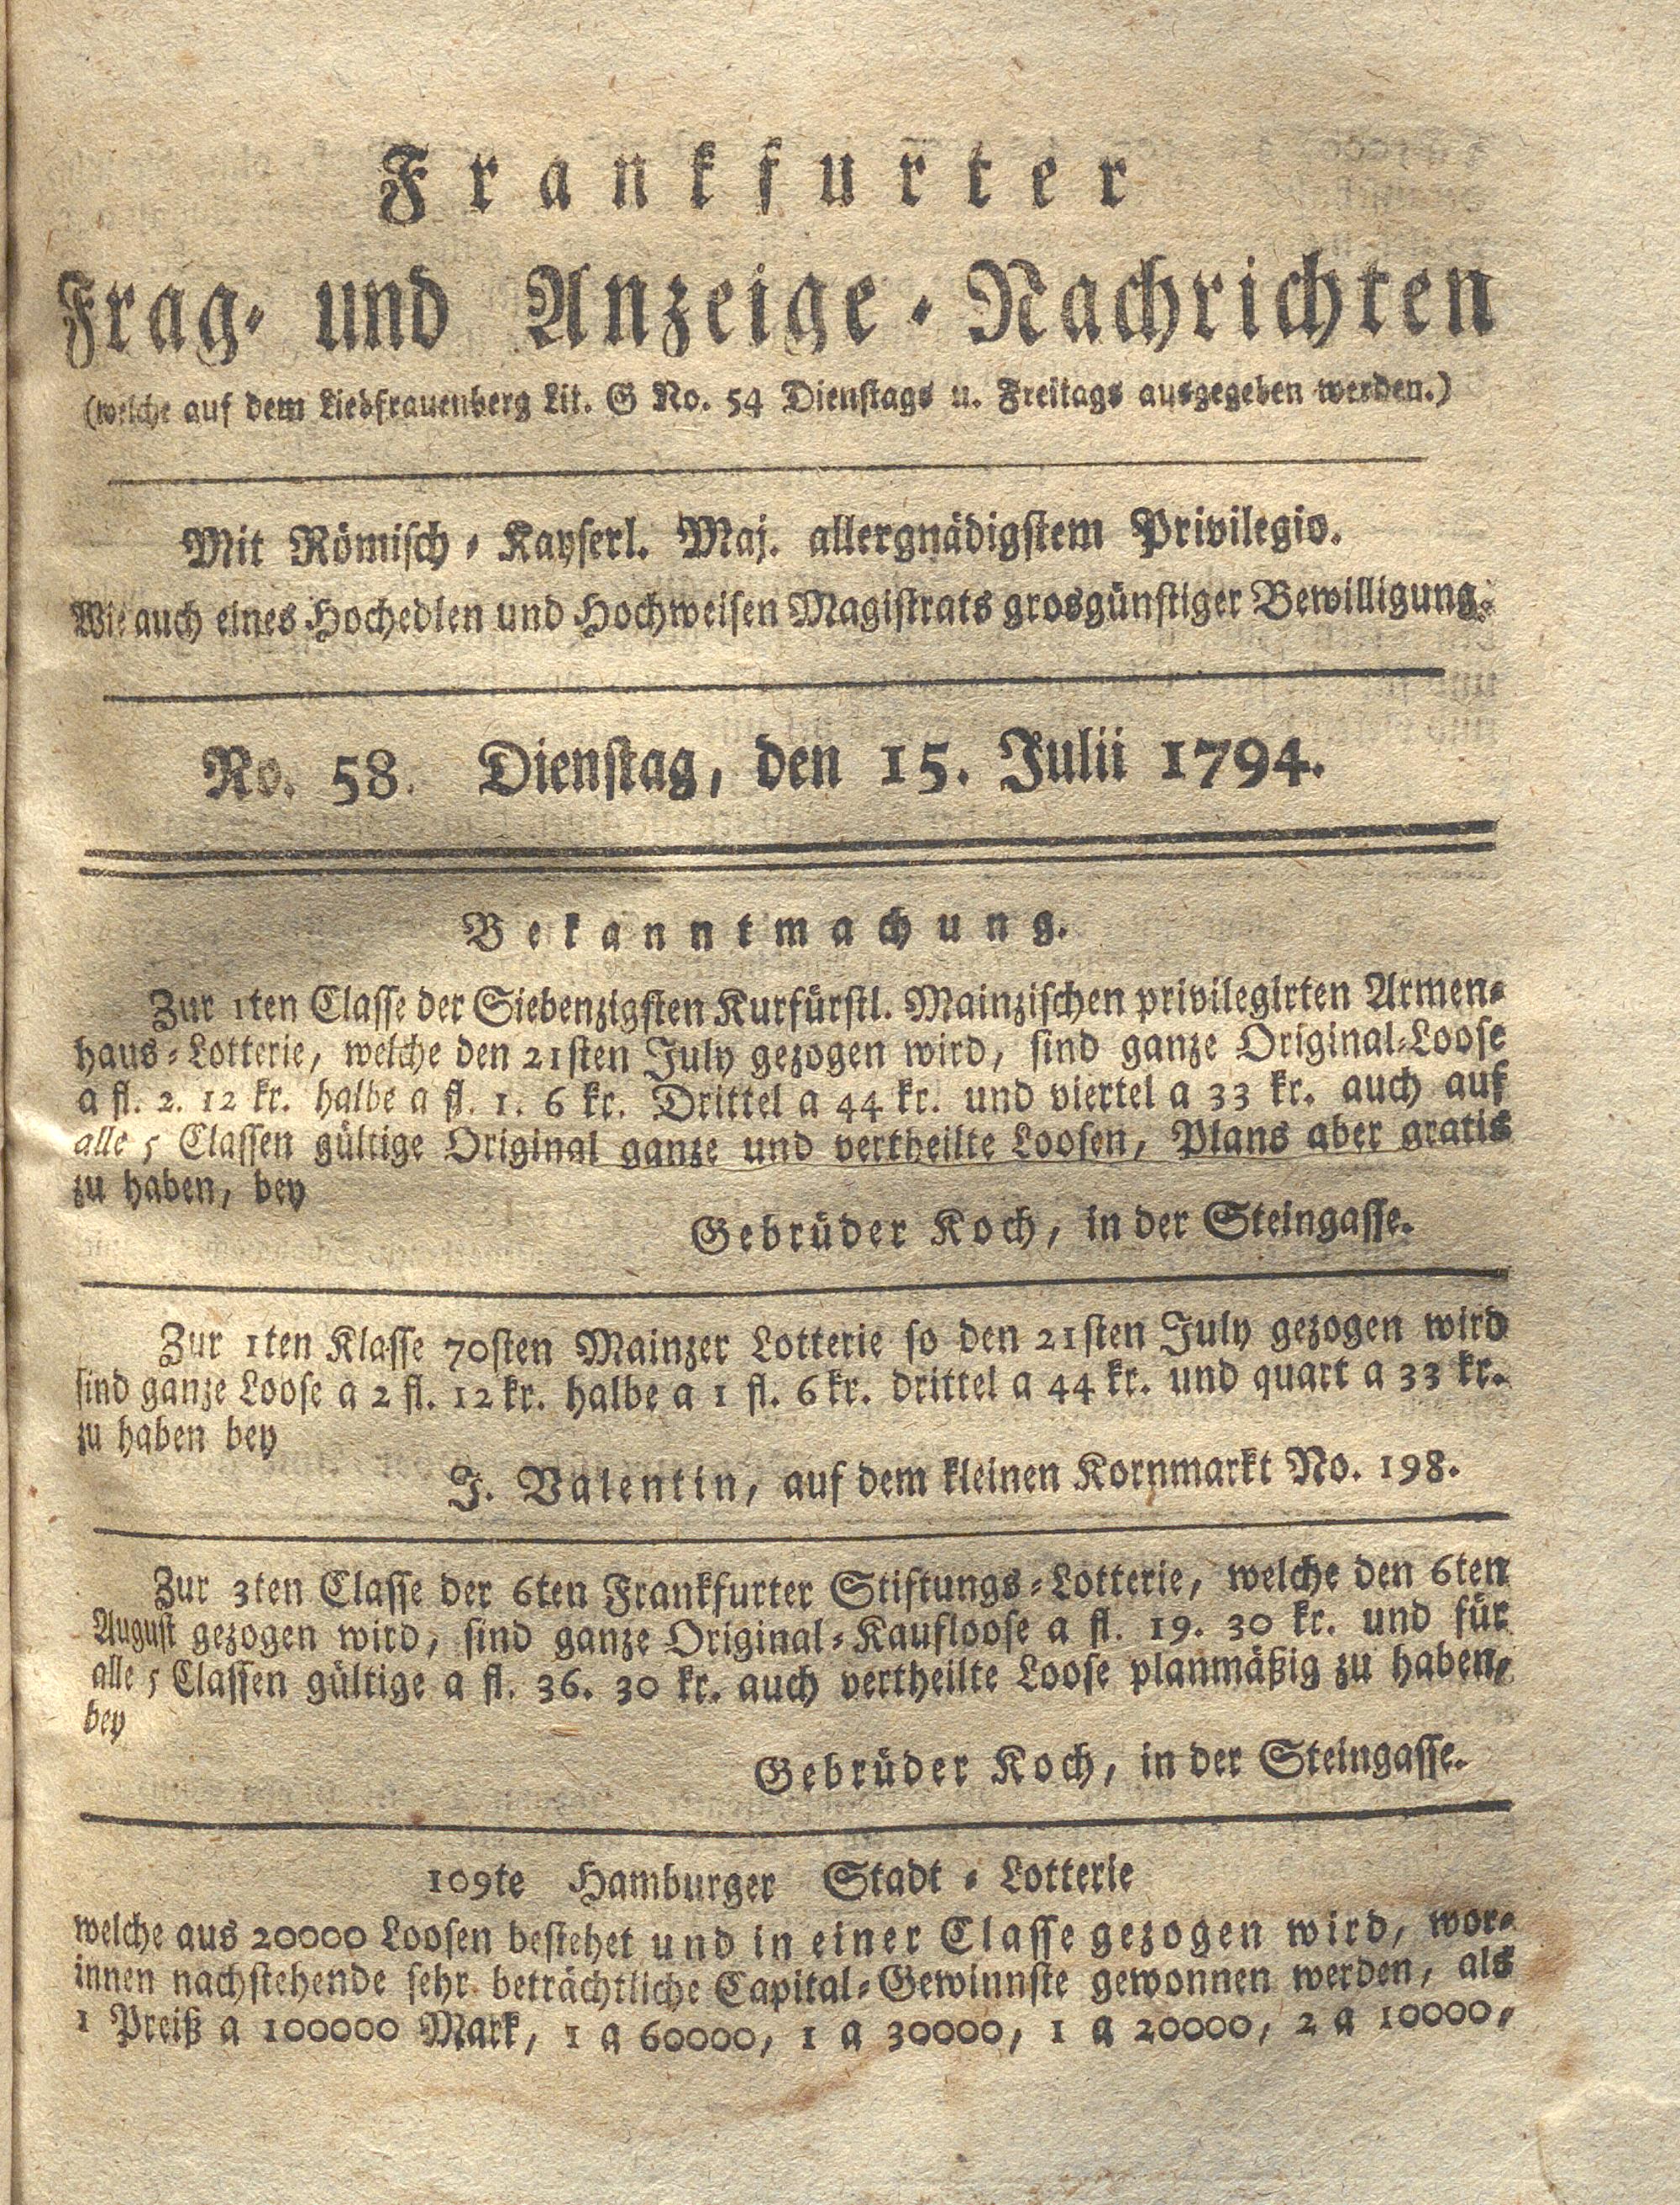 Frankfurter
Frag- und Anzeige-Nachrichten
(welche auf dem Liebfrauenberg Lit. G No. 54 Dienstags u. Freitags ausgegeben werden.)
Mit Römisch-Kayserl. Maj. allergnädigstem Privilegio.
Wie auch eines Hochedlen und Hochweisen Magistrats grosgünstiger Bewilligung.
No. 58. Dienstag, den 15. Julii 1794.
Bekanntmachung.
Zur 1ten Classe der Siebenzigsten Kurfürstl. Mainzischen privilegirten Armen-
haus-Lotterie, welche den 21sten July gezogen wird, sind ganze Original-Loose
a fl. 2. 12 kr. halbe a fl. 1. 6 kr. Drittel a 44 kr. und viertel a 33 kr. auch auf
alle 5 Classen gültige Original ganze und vertheilte Loosen, Plans aber gratis
zu haben, bey
Gebrüder Koch, in der Steingasse.
Zur 1ten Klasse 70sten Mainzer Lotterie so den 21sten July gezogen wird
sind ganze Loose a 2 fl. 12 kr. halbe a 1 fl. 6 kr. drittel a 44 kr. und quart a 33 kr.
zu haben bey
J. Valentin, auf dem kleinen Kornmarkt No. 198.
Zur 3ten Classe der 6ten Frankfurter Stiftungs-Lotterie, welche den 6ten
August gezogen wird, sind ganze Original-Kaufloose a fl. 19. 30 kr. und für
alle 5 Classen gültige a fl. 36. 30 kr. auch vertheilte Loose planmäßig zu haben,
bey
Gebrüder Koch, in der Steingasse.
109te Hamburger Stadt-Lotterie
welche aus 20000 Loosen bestehet und in einer Classe gezogen wird, wor-
innen nachstehende sehr beträchtliche Capital-Gewinnste gewonnen werden, als
1 Preiß a 100000 Mark, 1 a 60000, 1 a 30000, 1 a 20000, 2 a 10000,